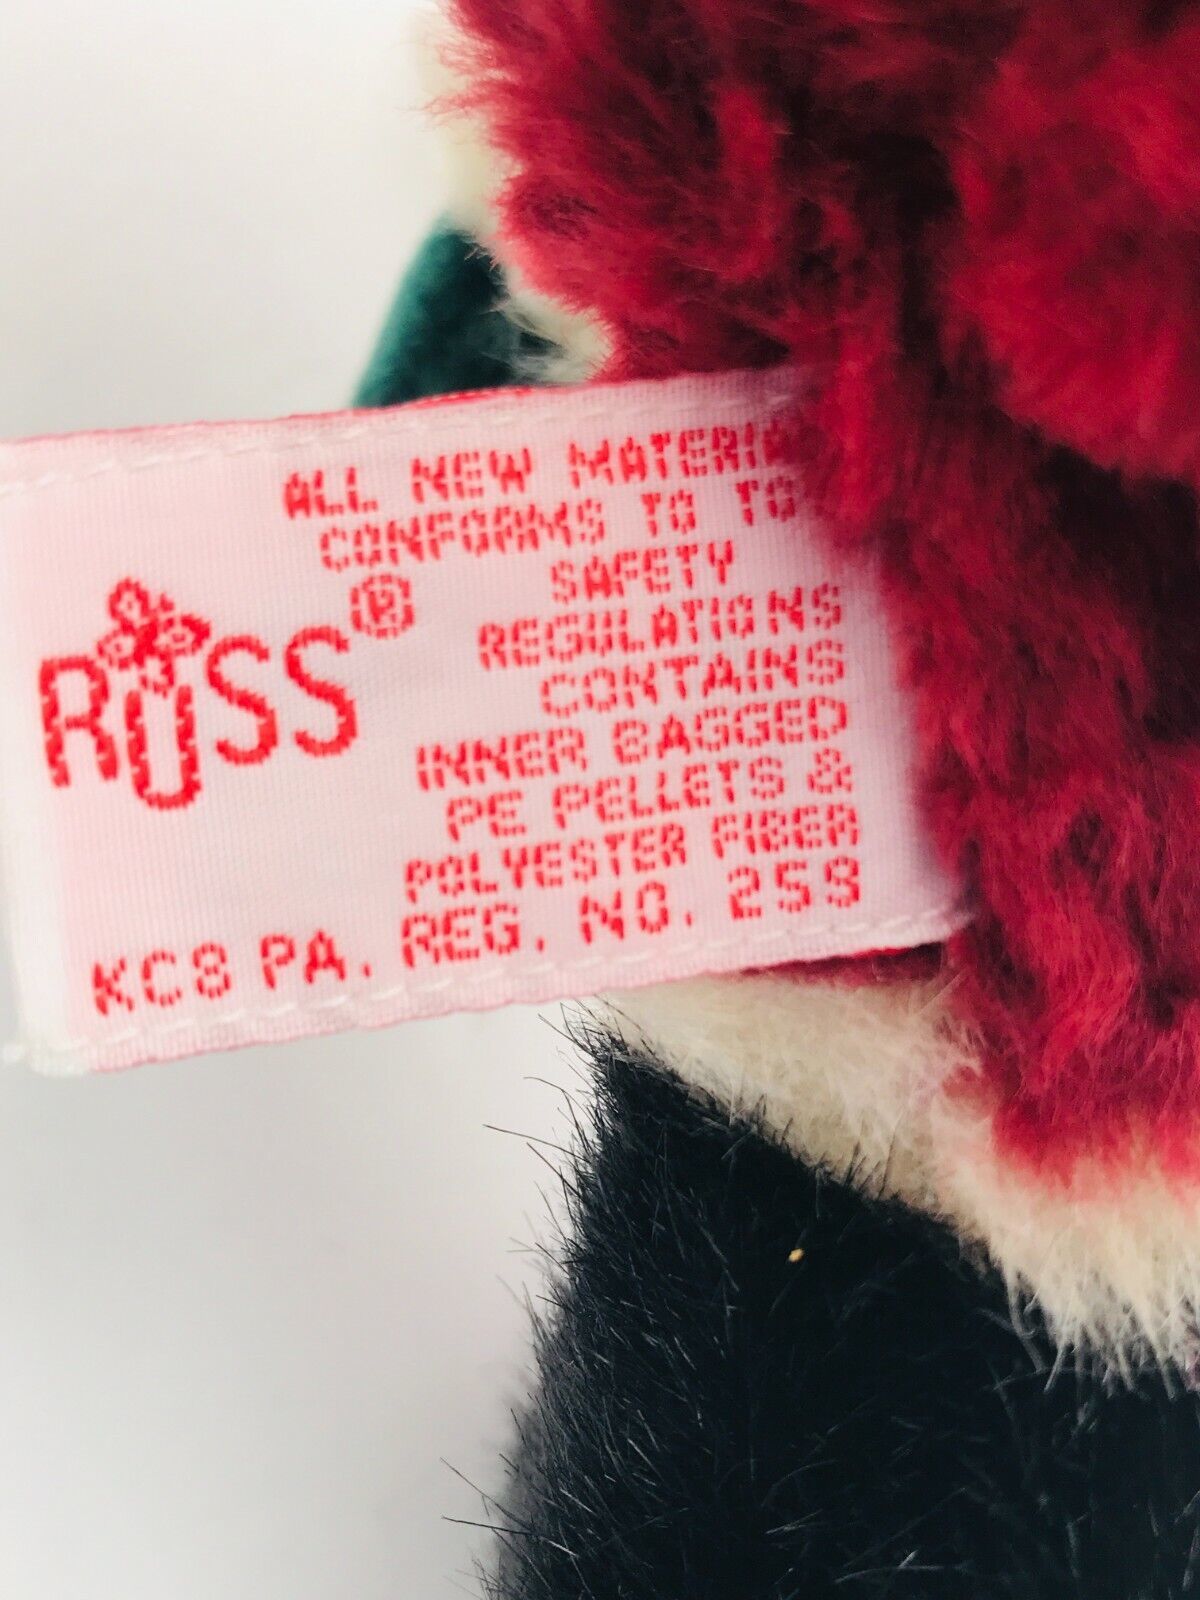 ALL NEW MATERIA
CONFORMS TO TO
SAFETY
REGULATIONS
CONTAINS
INNER BAGGED
PE PELLETS &
POLYESTER FIBER
KC8 PA. REG. NO. 259
RUSS®